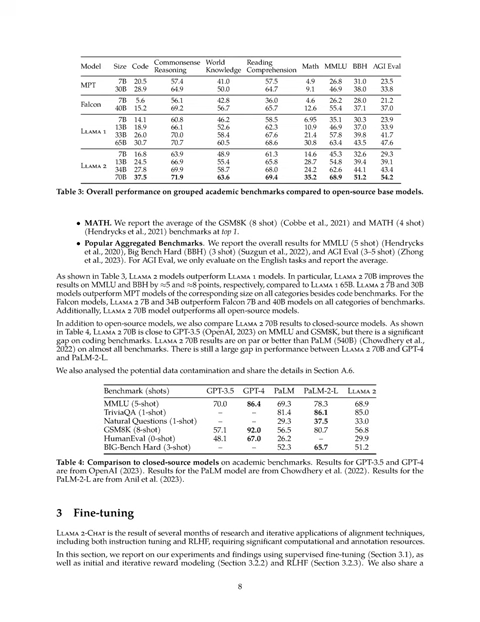 Model Size Code Commonsense Reasoning World Knowledge Reading Comprehension Math MMLU BBH AGI Eval
MPT 7B 20.5 57.4 41.0 57.5 4.9 26.8 31.0 23.5
30B 28.9 64.9 50.0 64.7 9.1 46.9 38.0 33.8
Falcon 7B 5.6 56.1 42.8 36.0 4.6 26.2 28.0 21.2
40B 15.2 69.2 56.7 65.7 12.6 55.4 37.1 37.0
LLAMA 1 7B 14.1 60.8 46.2 58.5 6.95 35.1 30.3 23.9
13B 18.9 66.1 52.6 62.3 10.9 46.9 37.0 33.9
33B 26.0 70.0 58.4 67.6 21.4 57.8 39.8 41.7
65B 30.7 70.7 60.5 68.6 30.8 63.4 43.5 47.6
LLAMA 2 7B 16.8 63.9 48.9 61.3 14.6 45.3 32.6 29.3
13B 24.5 66.9 55.4 65.8 28.7 54.8 39.4 39.1
34B 27.8 69.9 58.7 68.0 24.2 62.6 44.1 43.4
70B 37.5 71.9 63.6 69.4 35.2 68.9 51.2 54.2
Table 3: Overall performance on grouped academic benchmarks compared to open-source base models.
• MATH. We report the average of the GSM8K (8 shot) (Cobbe et al., 2021) and MATH (4 shot)
(Hendrycks et al., 2021) benchmarks at top 1.
• Popular Aggregated Benchmarks. We report the overall results for MMLU (5 shot) (Hendrycks
et al., 2020), Big Bench Hard (BBH) (3 shot) (Suzgun et al., 2022), and AGI Eval (3–5 shot) (Zhong
et al., 2023). For AGI Eval, we only evaluate on the English tasks and report the average.
As shown in Table 3, LLAMA 2 models outperform LLAMA 1 models. In particular, LLAMA 2 70B improves the
results on MMLU and BBH by ≈5 and ≈8 points, respectively, compared to LLAMA 1 65B. LLAMA 2 7B and 30B
models outperform MPT models of the corresponding size on all categories besides code benchmarks. For the
Falcon models, LLAMA 2 7B and 34B outperform Falcon 7B and 40B models on all categories of benchmarks.
Additionally, LLAMA 2 70B model outperforms all open-source models.
In addition to open-source models, we also compare LLAMA 2 70B results to closed-source models. As shown
in Table 4, LLAMA 2 70B is close to GPT-3.5 (OpenAI, 2023) on MMLU and GSM8K, but there is a significant
gap on coding benchmarks. LLAMA 2 70B results are on par or better than PaLM (540B) (Chowdhery et al.,
2022) on almost all benchmarks. There is still a large gap in performance between LLAMA 2 70B and GPT-4
and PaLM-2-L.
We also analysed the potential data contamination and share the details in Section A.6.
Benchmark (shots) GPT-3.5 GPT-4 PaLM PaLM-2-L LLAMA 2
MMLU (5-shot) 70.0 86.4 69.3 78.3 68.9
TriviaQA (1-shot) – – 81.4 86.1 85.0
Natural Questions (1-shot) – – 29.3 37.5 33.0
GSM8K (8-shot) 57.1 92.0 56.5 80.7 56.8
HumanEval (0-shot) 48.1 67.0 26.2 – 29.9
BIG-Bench Hard (3-shot) – – 52.3 65.7 51.2
Table 4: Comparison to closed-source models on academic benchmarks. Results for GPT-3.5 and GPT-4
are from OpenAI (2023). Results for the PaLM model are from Chowdhery et al. (2022). Results for the
PaLM-2-L are from Anil et al. (2023).
3 Fine-tuning
LLAMA 2-CHAT is the result of several months of research and iterative applications of alignment techniques,
including both instruction tuning and RLHF, requiring significant computational and annotation resources.
In this section, we report on our experiments and findings using supervised fine-tuning (Section 3.1), as
well as initial and iterative reward modeling (Section 3.2.2) and RLHF (Section 3.2.3). We also share a
8